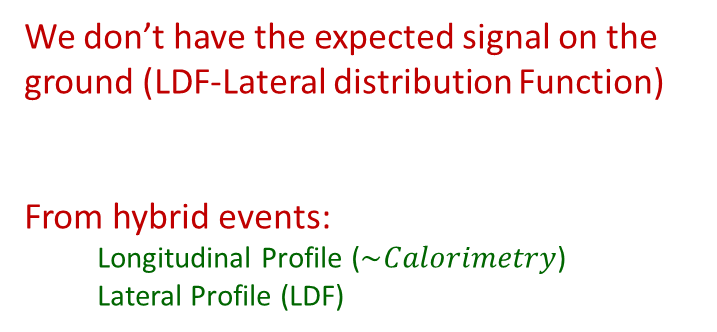 We don’t have the expected signal on the
ground (LDF-Lateral distribution Function)
From hybrid events:
Longitudinal Profile (~Calorimetry)
Lateral Profile (LDF)